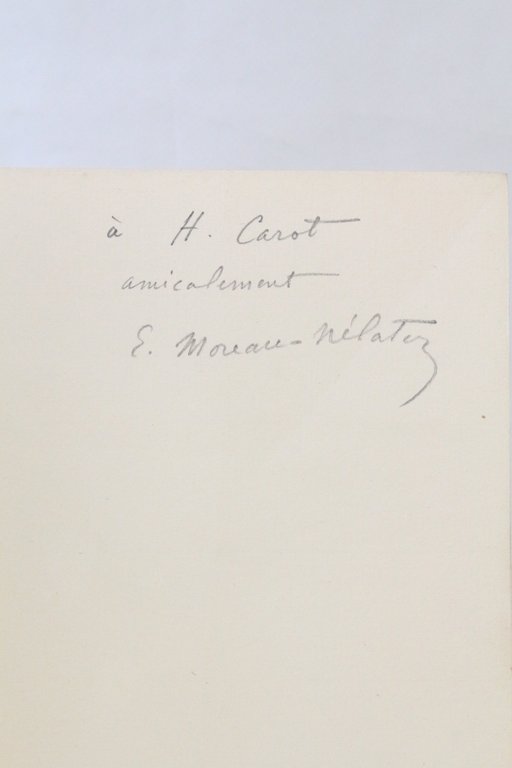 à H. Carot
amicalement
E. Moreau-Nélaton